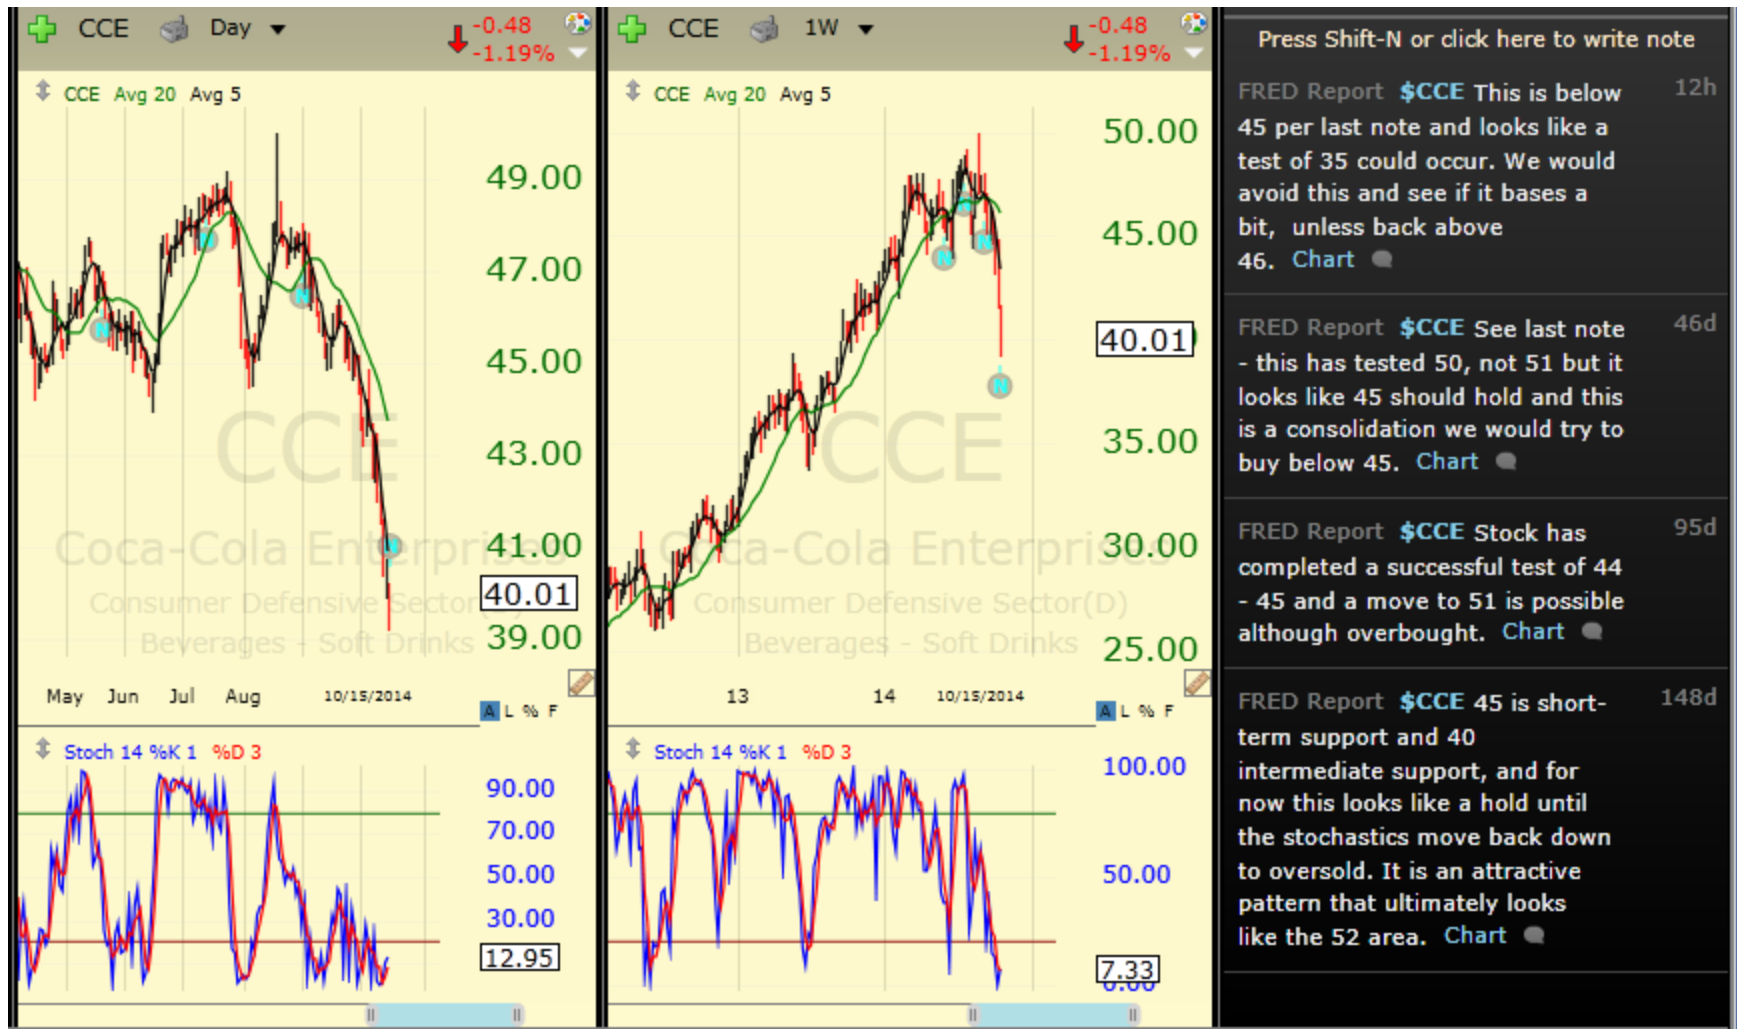 CCE Day -0.48
-1.19%
CCE Avg 20 Avg 5
49.00
47.00
45.00
CCE
43.00
Coca-Cola Enterprises
41.00
40.01
Consumer Defensive Sector
39.00
Beverages - Soft Drinks
May Jun Jul Aug 10/15/2014
A L % F
Stoch 14 %K 1 %D 3
90.00
70.00
50.00
30.00
12.95
CCE 1W -0.48
-1.19%
CCE Avg 20 Avg 5
50.00
45.00
40.01
35.00
CCE
30.00
Coca-Cola Enterprises
Consumer Defensive Sector(D)
Beverages - Soft Drinks
25.00
13 14 10/15/2014
A L % F
Stoch 14 %K 1 %D 3
100.00
50.00
7.33
0.00
Press Shift-N or click here to write note
FRED Report $CCE This is below 12h
45 per last note and looks like a
test of 35 could occur. We would
avoid this and see if it bases a
bit, unless back above
46. Chart
FRED Report $CCE See last note 46d
- this has tested 50, not 51 but it
looks like 45 should hold and this
is a consolidation we would try to
buy below 45. Chart
FRED Report $CCE Stock has 95d
completed a successful test of 44
- 45 and a move to 51 is possible
although overbought. Chart
FRED Report $CCE 45 is short- 148d
term support and 40
intermediate support, and for
now this looks like a hold until
the stochastics move back down
to oversold. It is an attractive
pattern that ultimately looks
like the 52 area. Chart